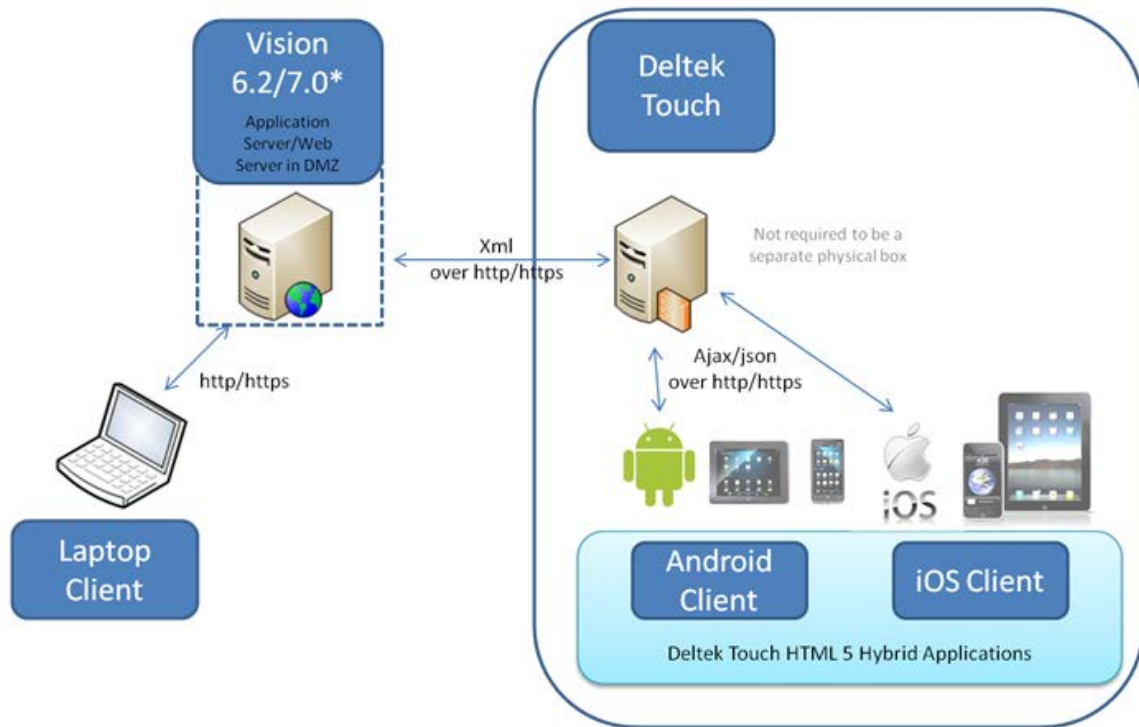 Vision
6.2/7.0*
Application
Server/Web
Server in DMZ
Deltek
Touch
Not required to be a
separate physical box
Xml
over http/https
http/https
Ajax/json
over http/https
iOS
Laptop
Client
Android
Client
iOS Client
Deltek Touch HTML 5 Hybrid Applications